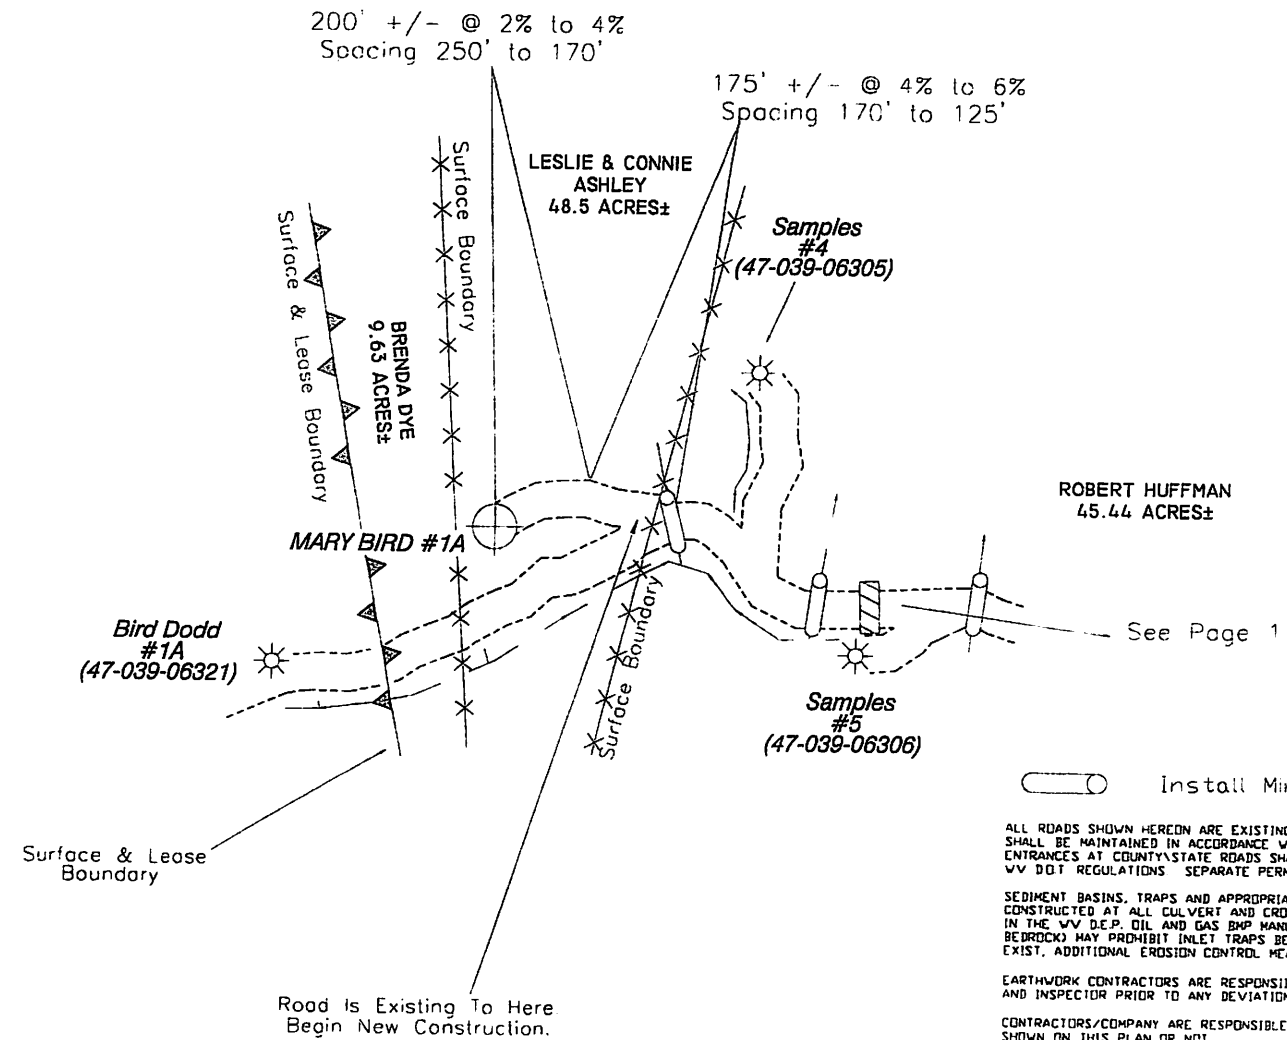 200' +/- @ 2% to 4%
Spacing 250' to 170'
175' +/- @ 4% to 6%
Spacing 170' to 125'
LESLIE & CONNIE
ASHLEY
48.5 ACRES±
Surface Boundary
Surface & Lease Boundary
BRENDA DYE
9.63 ACRES±
Samples
#4
(47-039-06305)
ROBERT HUFFMAN
45.44 ACRES±
MARY BIRD #1A
Bird Dodd
#1A
(47-039-06321)
Surface Boundary
See Page 1
Samples
#5
(47-039-06306)
Surface & Lease
Boundary
Install
ALL ROADS SHOWN HEREON ARE EXISTING
SHALL BE MAINTAINED IN ACCORDANCE
ENTRANCES AT COUNTY\STATE ROADS
WV DOT REGULATIONS SEPARATE
SEDIMENT BASINS, TRAPS AND
CONSTRUCTED AT ALL CULVERT AND
IN THE WV D.E.P. OIL AND GAS BMP
BEDROCK) MAY PROHIBIT INLET TRAPS
EXIST, ADDITIONAL EROSION CONTROL
EARTHWORK CONTRACTORS ARE
AND INSPECTOR PRIOR TO ANY
CONTRACTORS/COMPANY ARE RESPONSIBLE
SHOWN ON THIS PLAN OR NOT
Road Is Existing To Here
Begin New Construction.